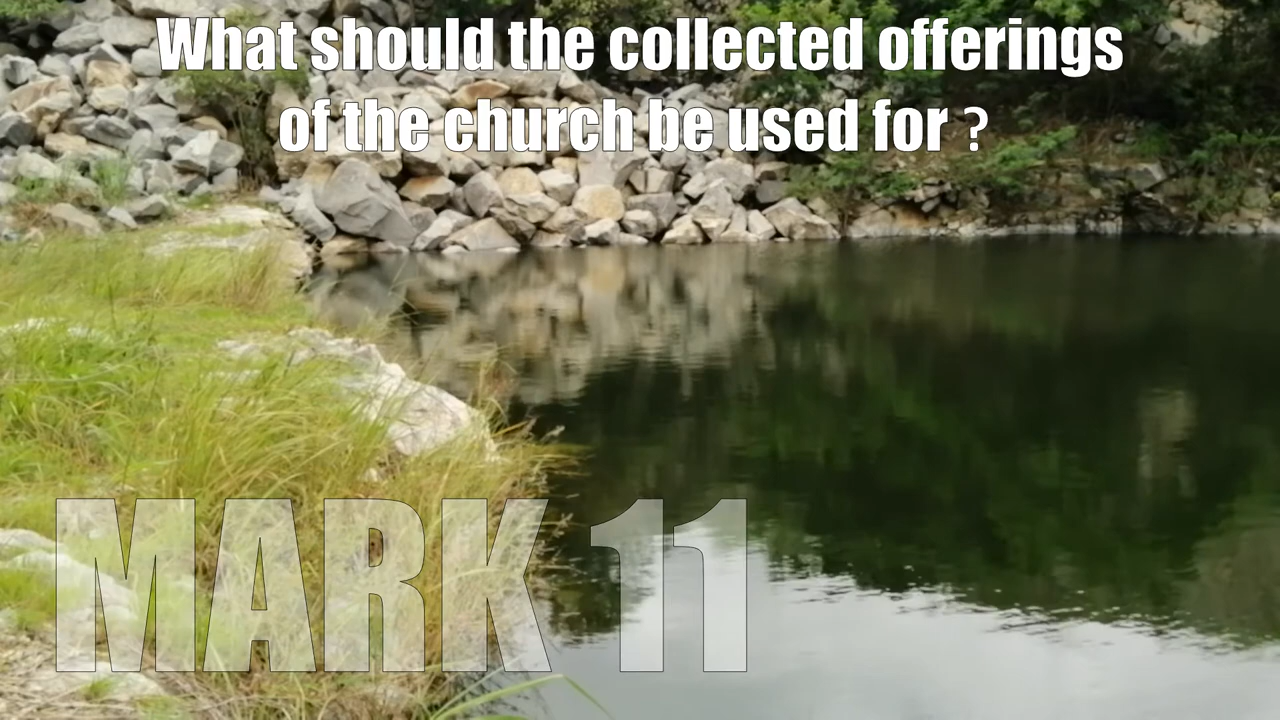 What should the collected offerings
of the church be used for ?
MARK 11